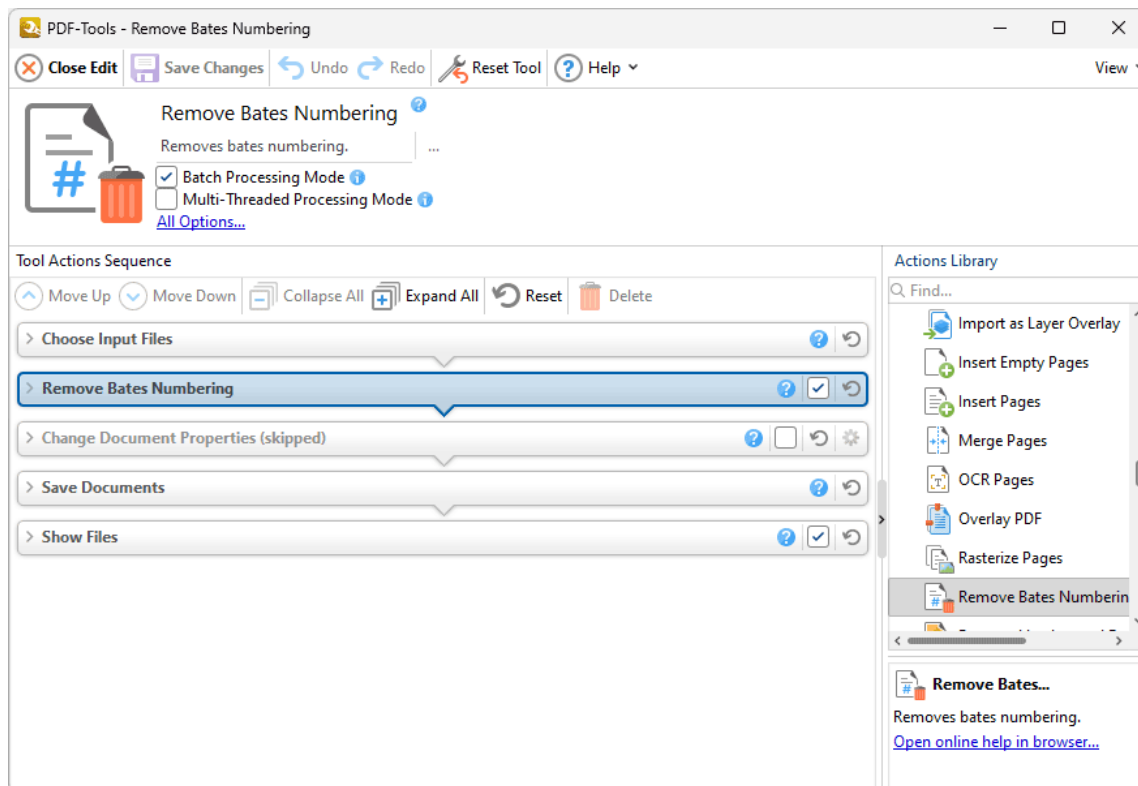 PDF-Tools - Remove Bates Numbering
Close Edit Save Changes Undo Redo Reset Tool ? Help View
Remove Bates Numbering ?
#
Removes bates numbering. ...
Batch Processing Mode i
Multi-Threaded Processing Mode i
All Options...
Tool Actions Sequence
Move Up Move Down Collapse All Expand All Reset Delete
Choose Input Files ?
Remove Bates Numbering ?
Change Document Properties (skipped) ?
Save Documents ?
Show Files ?
Actions Library
Find...
Import as Layer Overlay
Insert Empty Pages
Insert Pages
Merge Pages
OCR Pages
Overlay PDF
Rasterize Pages
Remove Bates Numberin
Remove Bates...
Removes bates numbering.
Open online help in browser...